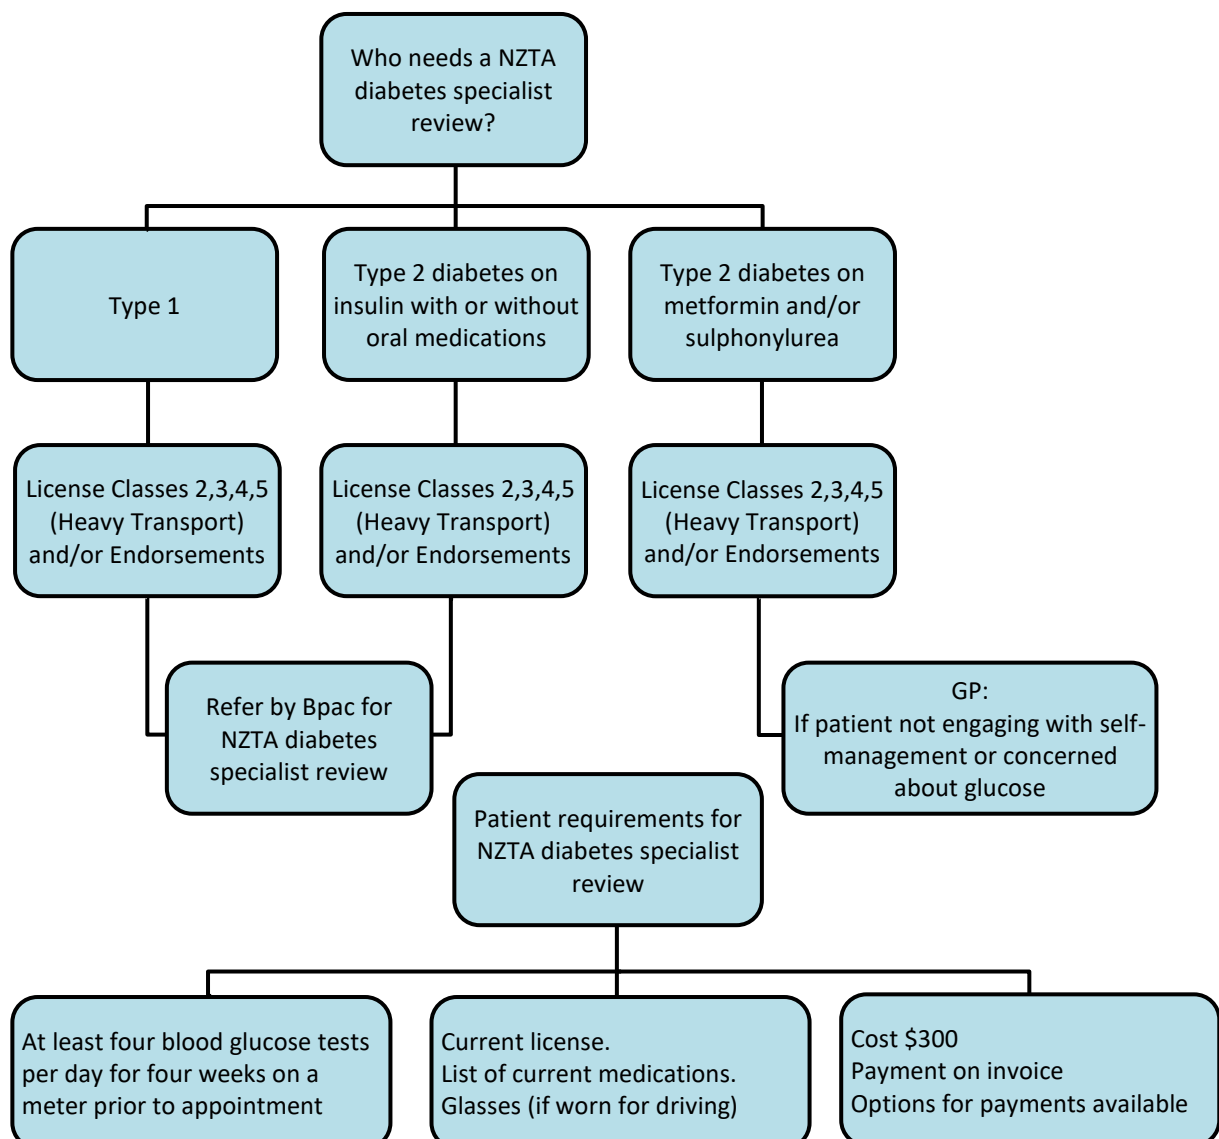 Who needs a NZTA
diabetes specialist
review?
Type 1
Type 2 diabetes on
insulin with or without
oral medications
Type 2 diabetes on
metformin and/or
sulphonylurea
License Classes 2,3,4,5
(Heavy Transport)
and/or Endorsements
License Classes 2,3,4,5
(Heavy Transport)
and/or Endorsements
License Classes 2,3,4,5
(Heavy Transport)
and/or Endorsements
Refer by Bpac for
NZTA diabetes
specialist review
GP:
If patient not engaging with self-
management or concerned
about glucose
Patient requirements for
NZTA diabetes specialist
review
At least four blood glucose tests
per day for four weeks on a
meter prior to appointment
Current license.
List of current medications.
Glasses (if worn for driving)
Cost $300
Payment on invoice
Options for payments available